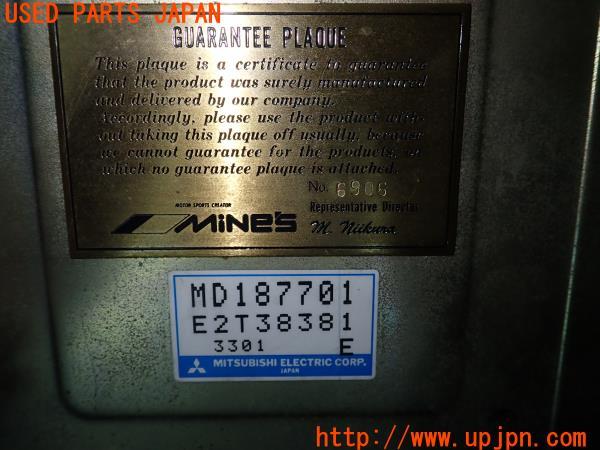 USED PARTS JAPAN
GUARANTEE PLAQUE
This plaque is a certificate to guarantee
that the product was surely manufactured
and delivered by our company.
Accordingly, please use the product with-
out taking this plaque off usually, because
we cannot guarantee for the products, on
which no guarantee plaque is attached.
No. 6906
MOTOR SPORTS CREATOR
Representative Director
MINE'S
M. Niikura
MD187701
E2T38381
3301 E
MITSUBISHI ELECTRIC CORP.
JAPAN
http://www.upjpn.com